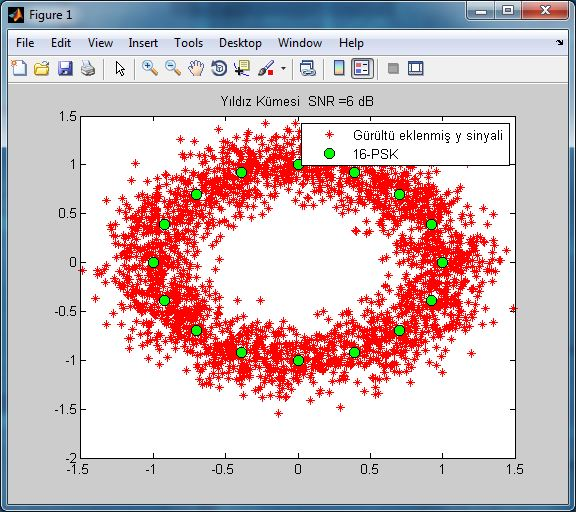 Figure 1
File Edit View Insert Tools Desktop Window Help
Yıldız Kümesi SNR =6 dB
Gürültü eklenmiş y sinyali
16-PSK
1.5
1
0.5
0
-0.5
-1
-1.5
-2
-1.5 -1 -0.5 0 0.5 1 1.5